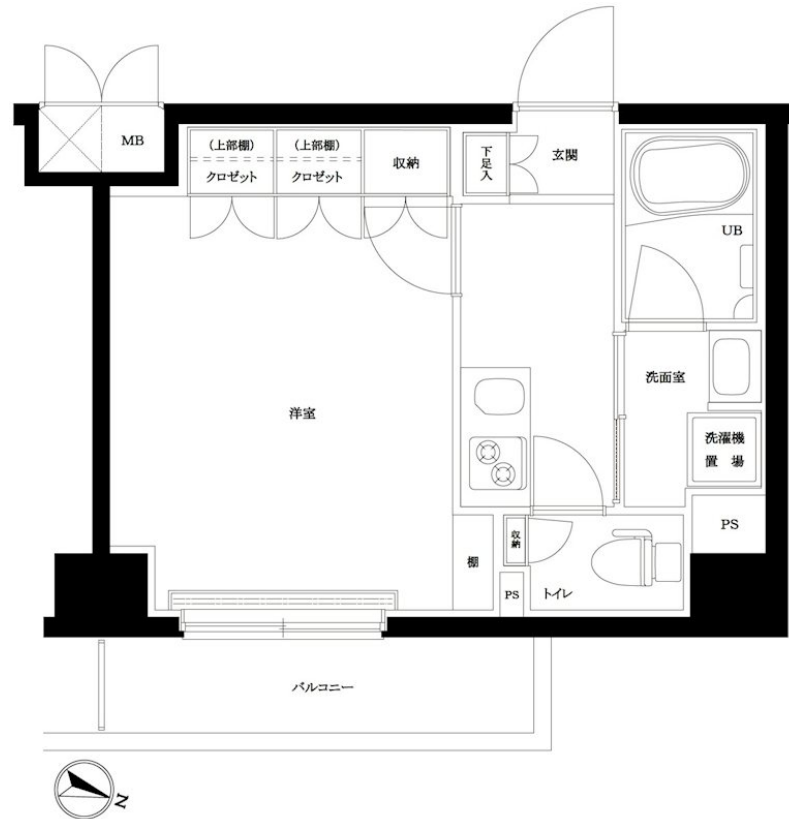 MB
(上部棚)
クロゼット
(上部棚)
クロゼット
収納
下足入
玄関
UB
洗面室
洋室
洗濯機
置 場
PS
棚
収納
PS
トイレ
バルコニー
N